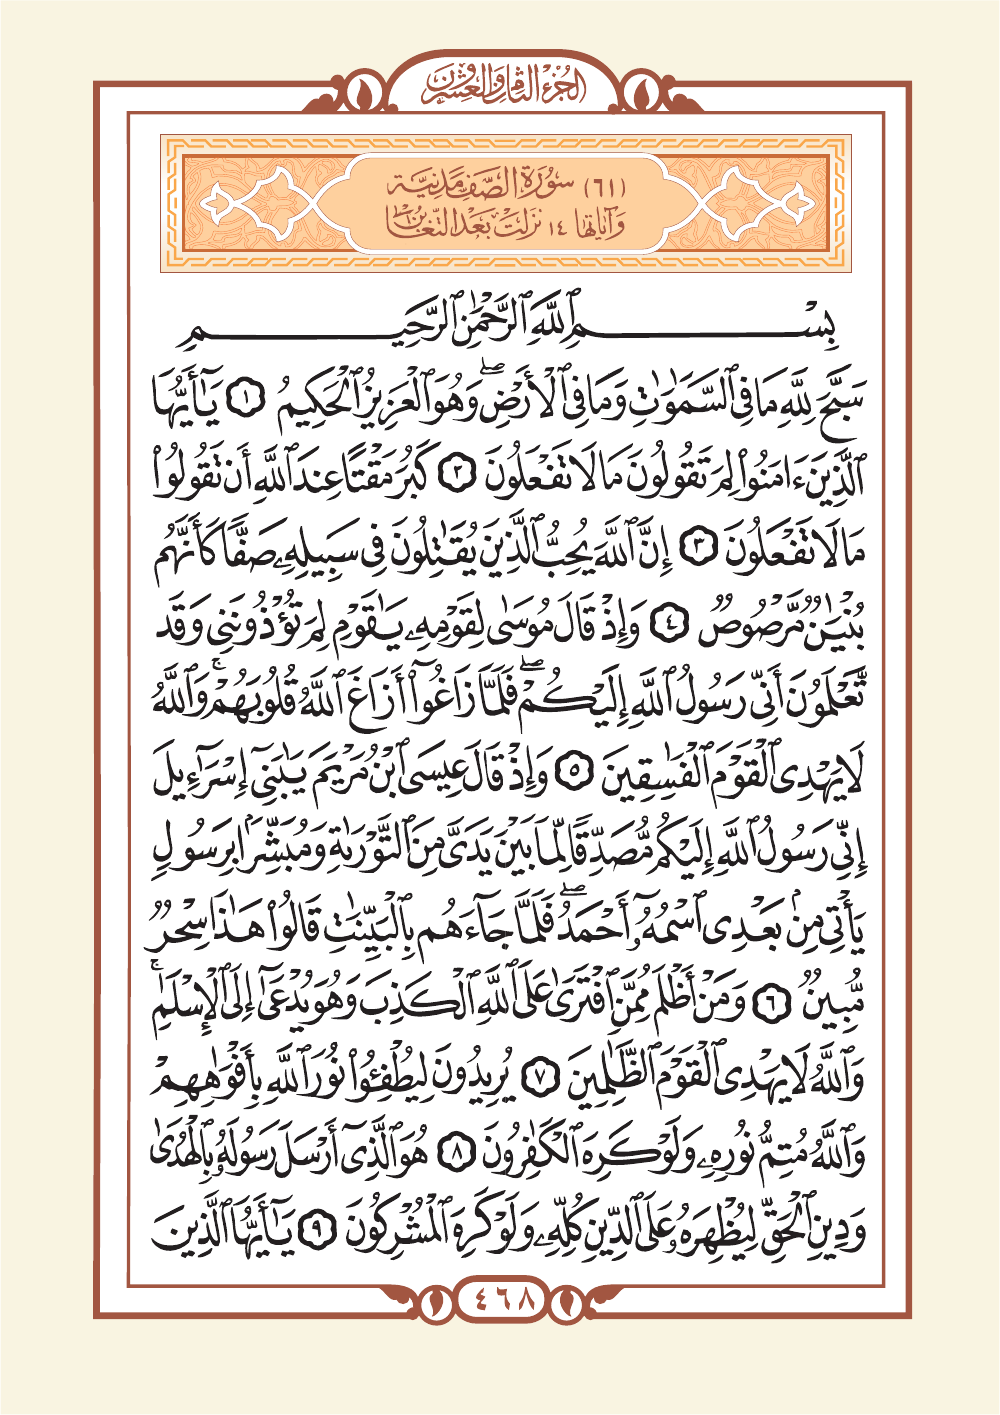 الجزء الثامن والعشرون
(٦١) سورة الصف مدنية
وآياتها ١٤ نزلت بعد التغابن
بِسْمِ ٱللَّهِ ٱلرَّحْمَٰنِ ٱلرَّحِيمِ
سَبَّحَ لِلَّهِ مَا فِى ٱلسَّمَٰوَٰتِ وَمَا فِى ٱلْأَرْضِ ۖ وَهُوَ ٱلْعَزِيزُ ٱلْحَكِيمُ ١ يَٰٓأَيُّهَا
ٱلَّذِينَ ءَامَنُوا۟ لِمَ تَقُولُونَ مَا لَا تَفْعَلُونَ ٢ كَبُرَ مَقْتًا عِندَ ٱللَّهِ أَن تَقُولُوا۟
مَا لَا تَفْعَلُونَ ٣ إِنَّ ٱللَّهَ يُحِبُّ ٱلَّذِينَ يُقَٰتِلُونَ فِى سَبِيلِهِۦ صَفًّا كَأَنَّهُم
بُنْيَٰنٌ مَّرْصُوصٌ ٤ وَإِذْ قَالَ مُوسَىٰ لِقَوْمِهِۦ يَٰقَوْمِ لِمَ تُؤْذُونَنِى وَقَد
تَّعْلَمُونَ أَنِّى رَسُولُ ٱللَّهِ إِلَيْكُمْ ۖ فَلَمَّا زَاغُوٓا۟ أَزَاغَ ٱللَّهُ قُلُوبَهُمْ ۚ وَٱللَّهُ
لَا يَهْدِى ٱلْقَوْمَ ٱلْفَٰسِقِينَ ٥ وَإِذْ قَالَ عِيسَى ٱبْنُ مَرْيَمَ يَٰبَنِىٓ إِسْرَٰٓءِيلَ
إِنِّى رَسُولُ ٱللَّهِ إِلَيْكُم مُّصَدِّقًا لِّمَا بَيْنَ يَدَىَّ مِنَ ٱلتَّوْرَىٰةِ وَمُبَشِّرًۢا بِرَسُولٍ
يَأْتِى مِنۢ بَعْدِى ٱسْمُهُۥٓ أَحْمَدُ ۖ فَلَمَّا جَآءَهُم بِٱلْبَيِّنَٰتِ قَالُوا۟ هَٰذَا سِحْرٌ
مُّبِينٌ ٦ وَمَنْ أَظْلَمُ مِمَّنِ ٱفْتَرَىٰ عَلَى ٱللَّهِ ٱلْكَذِبَ وَهُوَ يُدْعَىٰٓ إِلَى ٱلْإِسْلَٰمِ ۚ
وَٱللَّهُ لَا يَهْدِى ٱلْقَوْمَ ٱلظَّٰلِمِينَ ٧ يُرِيدُونَ لِيُطْفِـُٔوا۟ نُورَ ٱللَّهِ بِأَفْوَٰهِهِمْ
وَٱللَّهُ مُتِمُّ نُورِهِۦ وَلَوْ كَرِهَ ٱلْكَٰفِرُونَ ٨ هُوَ ٱلَّذِىٓ أَرْسَلَ رَسُولَهُۥ بِٱلْهُدَىٰ
وَدِينِ ٱلْحَقِّ لِيُظْهِرَهُۥ عَلَى ٱلدِّينِ كُلِّهِۦ وَلَوْ كَرِهَ ٱلْمُشْرِكُونَ ٩ يَٰٓأَيُّهَا ٱلَّذِينَ
٤٦٨